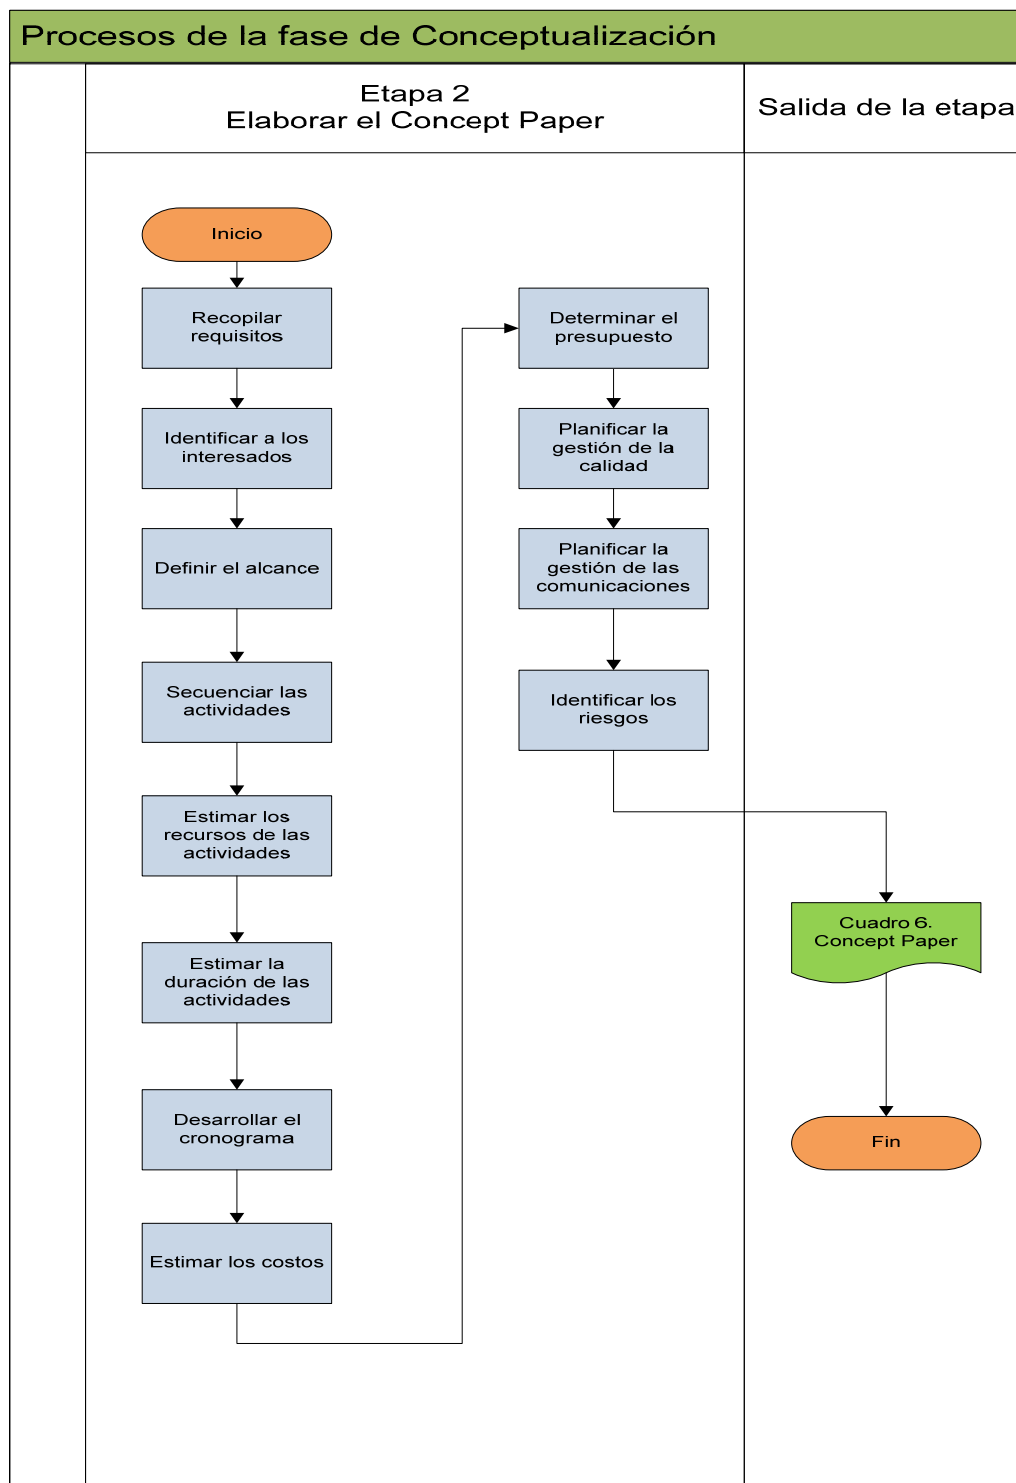 Procesos de la fase de Conceptualización
Etapa 2
Elaborar el Concept Paper
Salida de la etapa
Inicio
Recopilar
requisitos
Identificar a los
interesados
Definir el alcance
Secuenciar las
actividades
Estimar los
recursos de las
actividades
Estimar la
duración de las
actividades
Desarrollar el
cronograma
Estimar los costos
Determinar el
presupuesto
Planificar la
gestión de la
calidad
Planificar la
gestión de las
comunicaciones
Identificar los
riesgos
Cuadro 6.
Concept Paper
Fin